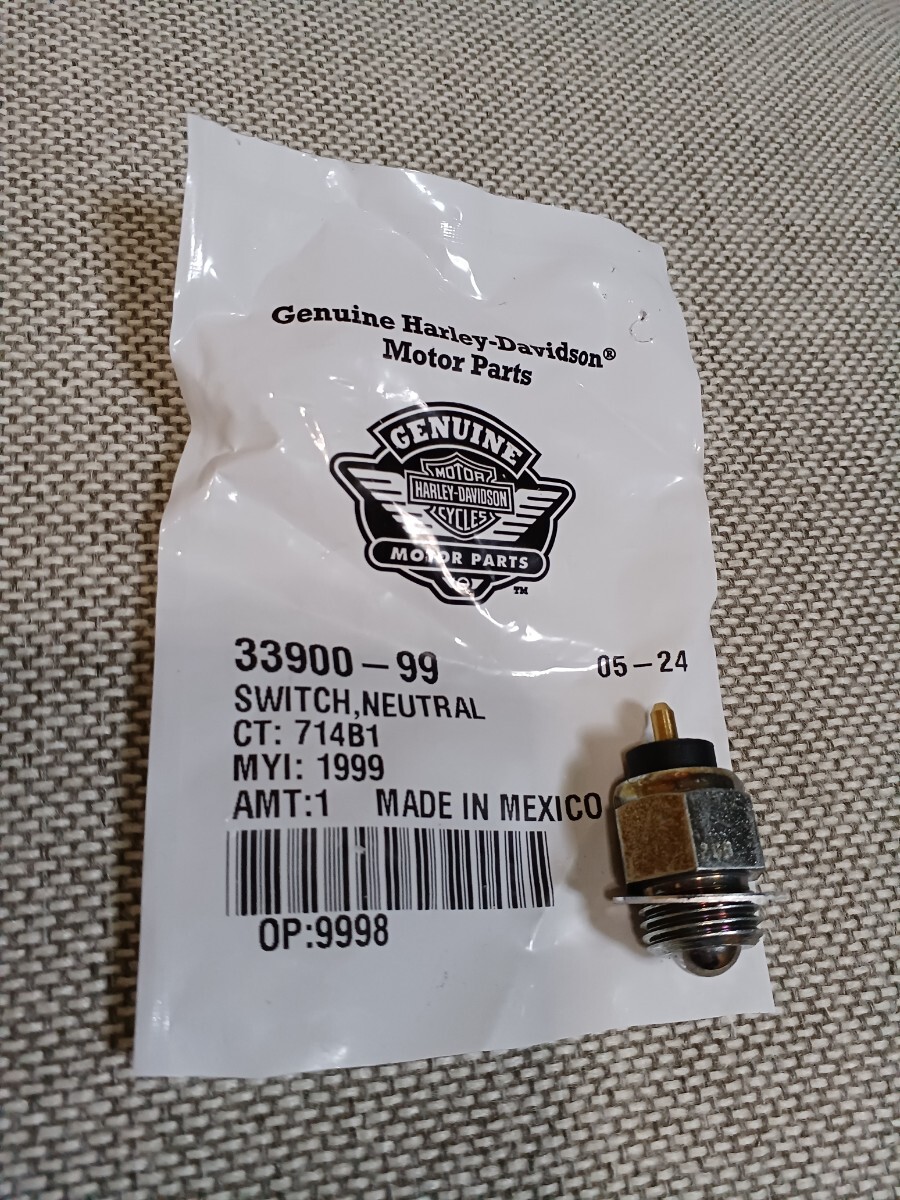 Genuine Harley-Davidson®
Motor Parts
GENUINE
MOTOR
HARLEY-DAVIDSON
CYCLES
MOTOR PARTS
TM
33900-99
05-24
SWITCH,NEUTRAL
CT: 714B1
MYI: 1999
AMT:1 MADE IN MEXICO
OP:9998